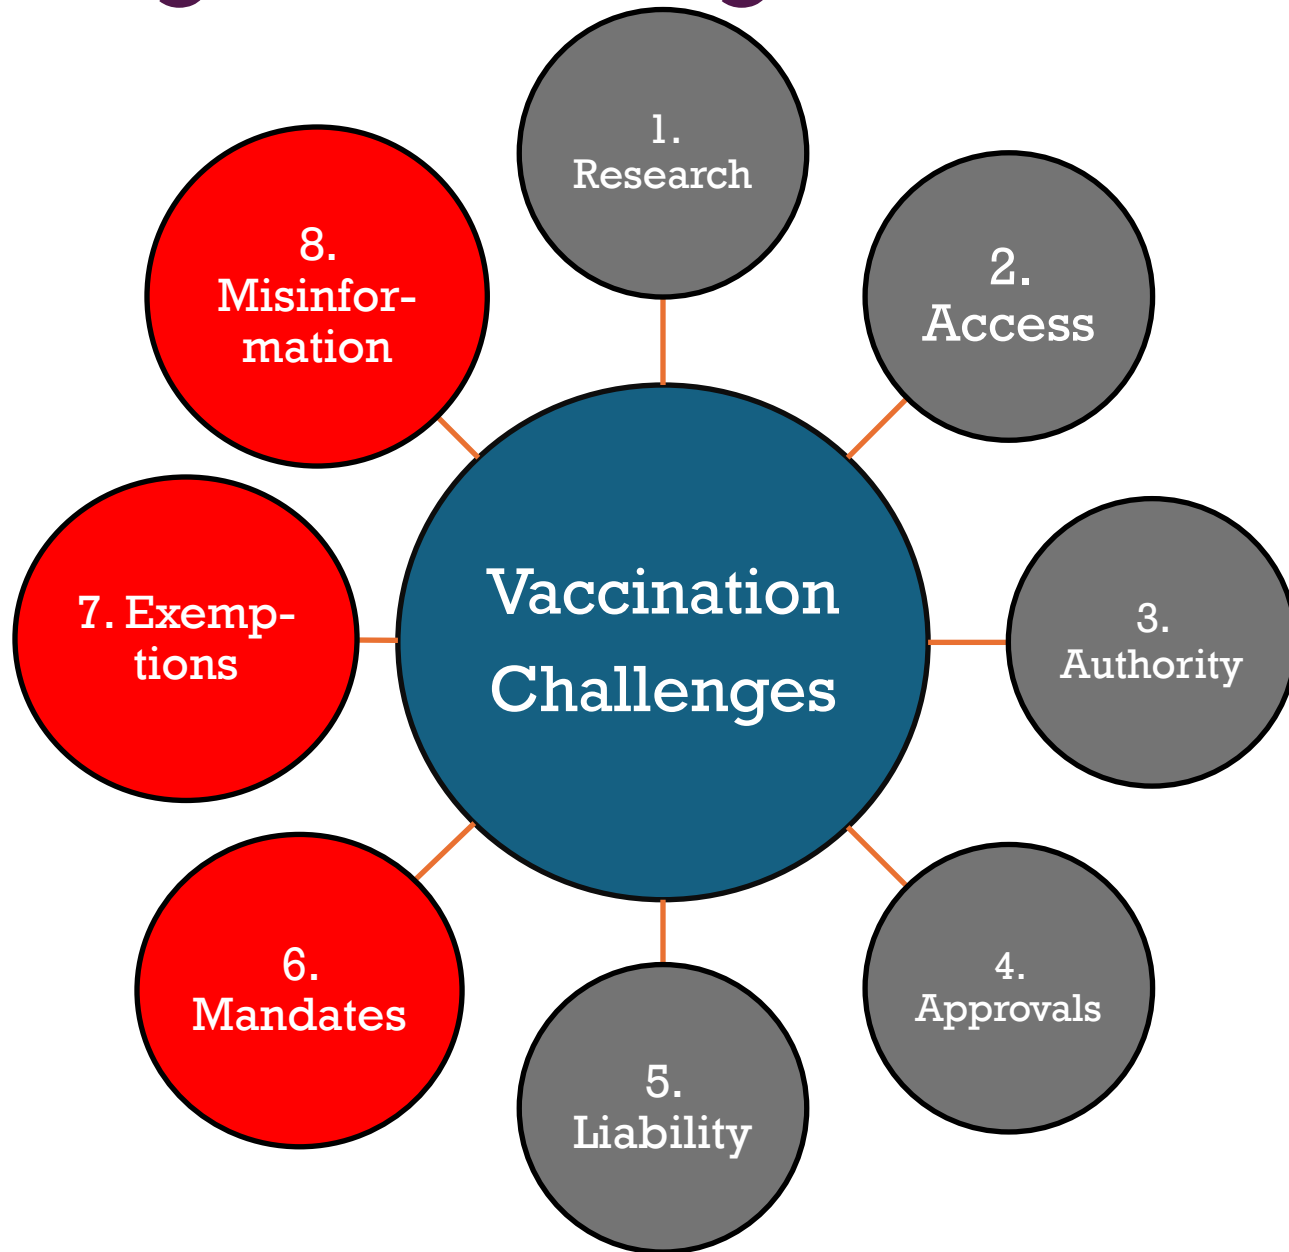 1.
Research
2.
Access
3.
Authority
4.
Approvals
5.
Liability
6.
Mandates
7. Exemp-
tions
8.
Misinfor-
mation
Vaccination
Challenges